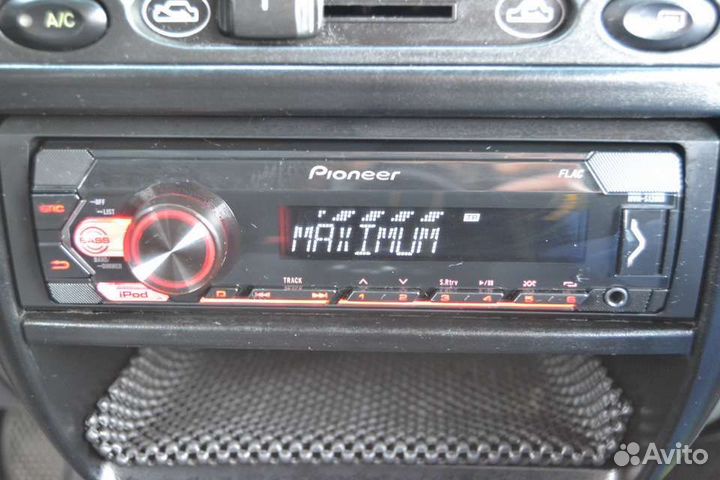 A/C
Pioneer
FLAC
OFF
LIST
SRC
BASS
MAXIMUM
iPod
TRACK
D
S.Rtrv
1 2 3 4 5 6
Avito